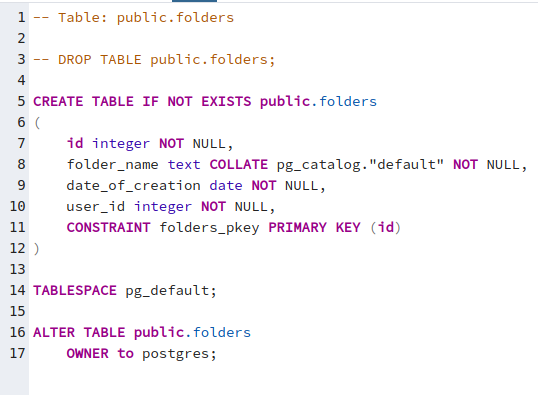 1 -- Table: public.folders
2
3 -- DROP TABLE public.folders;
4
5 CREATE TABLE IF NOT EXISTS public.folders
6 (
7     id integer NOT NULL,
8     folder_name text COLLATE pg_catalog."default" NOT NULL,
9     date_of_creation date NOT NULL,
10     user_id integer NOT NULL,
11     CONSTRAINT folders_pkey PRIMARY KEY (id)
12 )
13
14 TABLESPACE pg_default;
15
16 ALTER TABLE public.folders
17     OWNER to postgres;